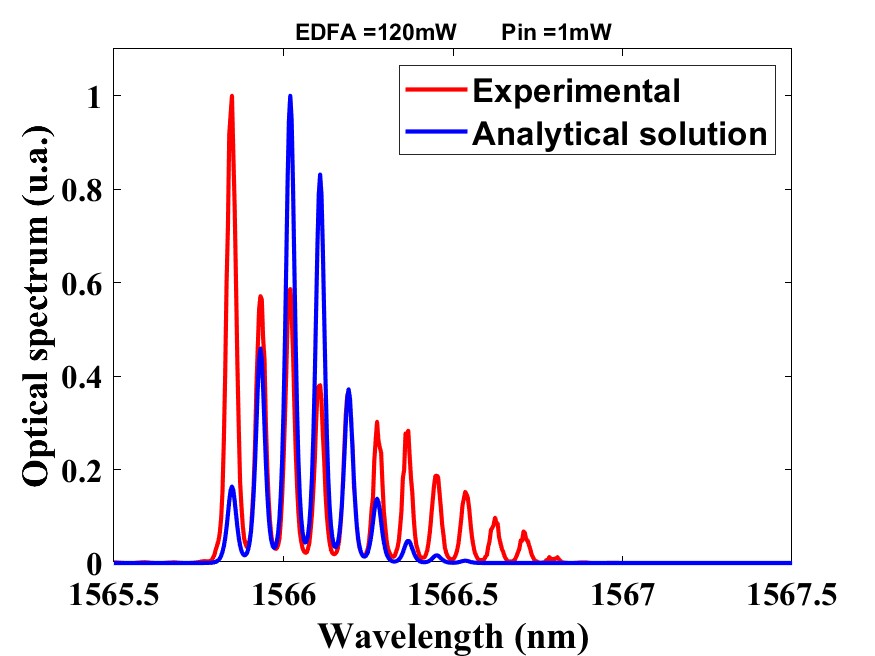 EDFA =120mW Pin =1mW
Experimental
Analytical solution
Optical spectrum (u.a.)
1
0.8
0.6
0.4
0.2
0
1565.5 1566 1566.5 1567 1567.5
Wavelength (nm)